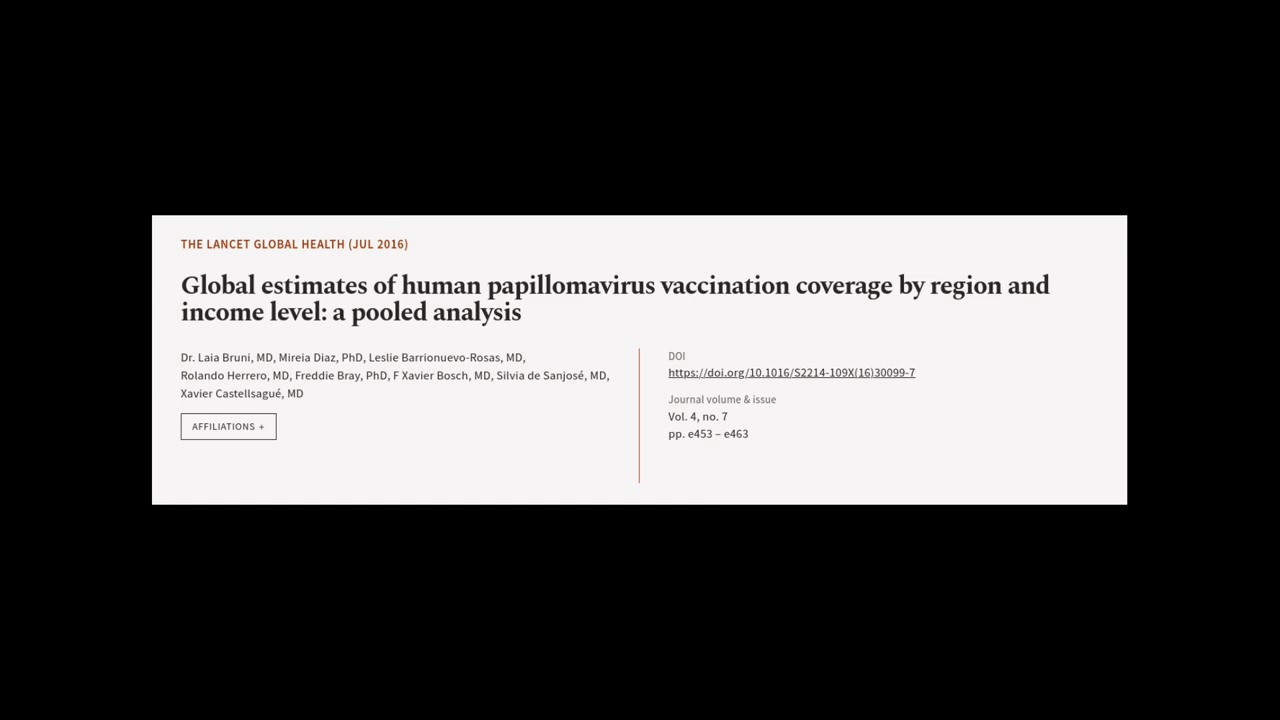 THE LANCET GLOBAL HEALTH (JUL 2016)
Global estimates of human papillomavirus vaccination coverage by region and
income level: a pooled analysis
Dr. Laia Bruni, MD, Mireia Diaz, PhD, Leslie Barrionuevo-Rosas, MD,
Rolando Herrero, MD, Freddie Bray, PhD, F Xavier Bosch, MD, Silvia de Sanjosé, MD,
Xavier Castellsagué, MD
AFFILIATIONS +
DOI
https://doi.org/10.1016/S2214-109X(16)30099-7
Journal volume & issue
Vol. 4, no. 7
pp. e453 – e463